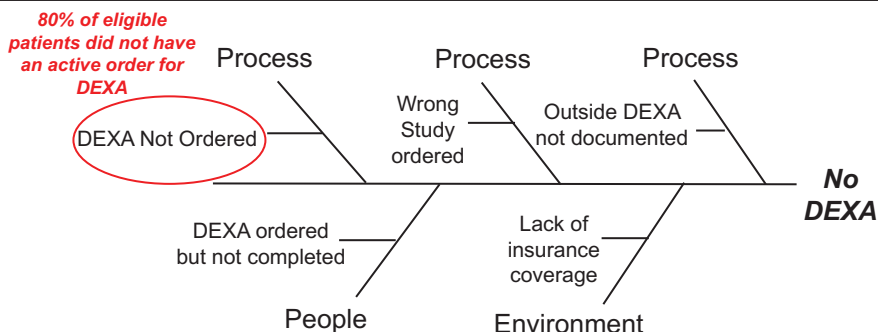 80% of eligible
patients did not have
an active order for
DEXA
Process
Process
Process
DEXA Not Ordered
Wrong
Study
ordered
Outside DEXA
not documented
No
DEXA
DEXA ordered
but not completed
Lack of
insurance
coverage
People
Environment